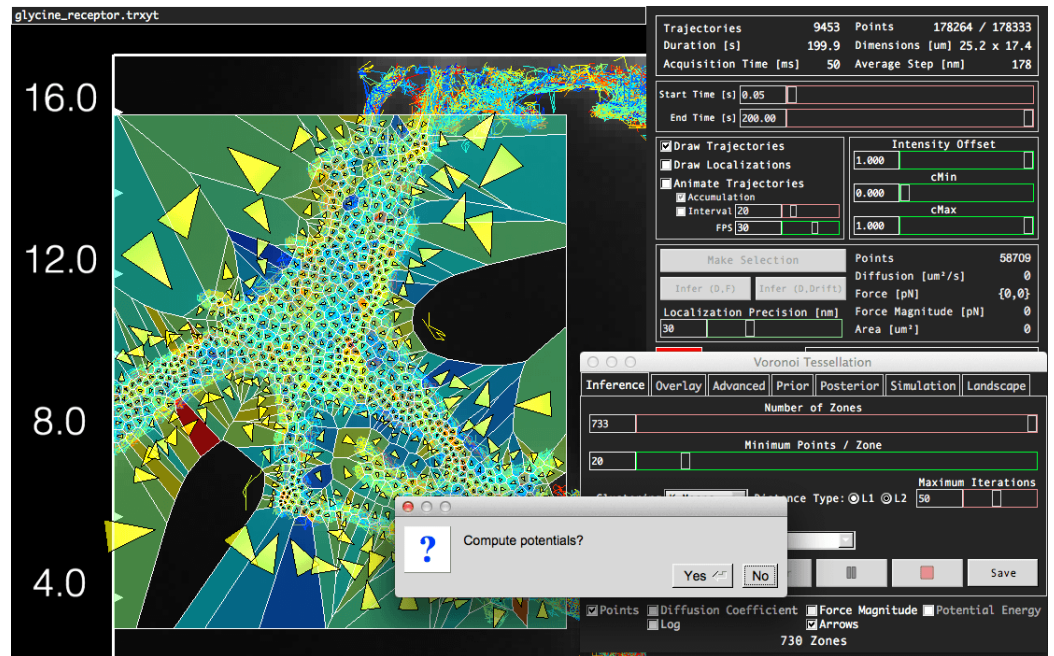 glycine_receptor.trxyt
16.0
12.0
8.0
4.0
Trajectories 9453 Points 178264 / 178333
Duration [s] 199.9 Dimensions [um] 25.2 x 17.4
Acquisition Time [ms] 50 Average Step [nm] 178
Start Time [s] 0.05
End Time [s] 200.00
Draw Trajectories
Draw Localizations
Animate Trajectories
Accumulation
Interval 20
FPS 30
Intensity Offset
1.000
cMin
0.000
cMax
1.000
Make Selection
Infer (D,F) Infer (D,Drift)
Localization Precision [nm]
30
Points 58709
Diffusion [um²/s] 0
Force [pN] {0,0}
Force Magnitude [pN] 0
Area [um²] 0
Voronoi Tessellation
Inference Overlay Advanced Prior Posterior Simulation Landscape
Number of Zones
733
Minimum Points / Zone
20
Maximum Iterations
Distance Type: L1 L2 50
Compute potentials?
Yes No
Save
Points Diffusion Coefficient Force Magnitude Potential Energy
Log Arrows
730 Zones